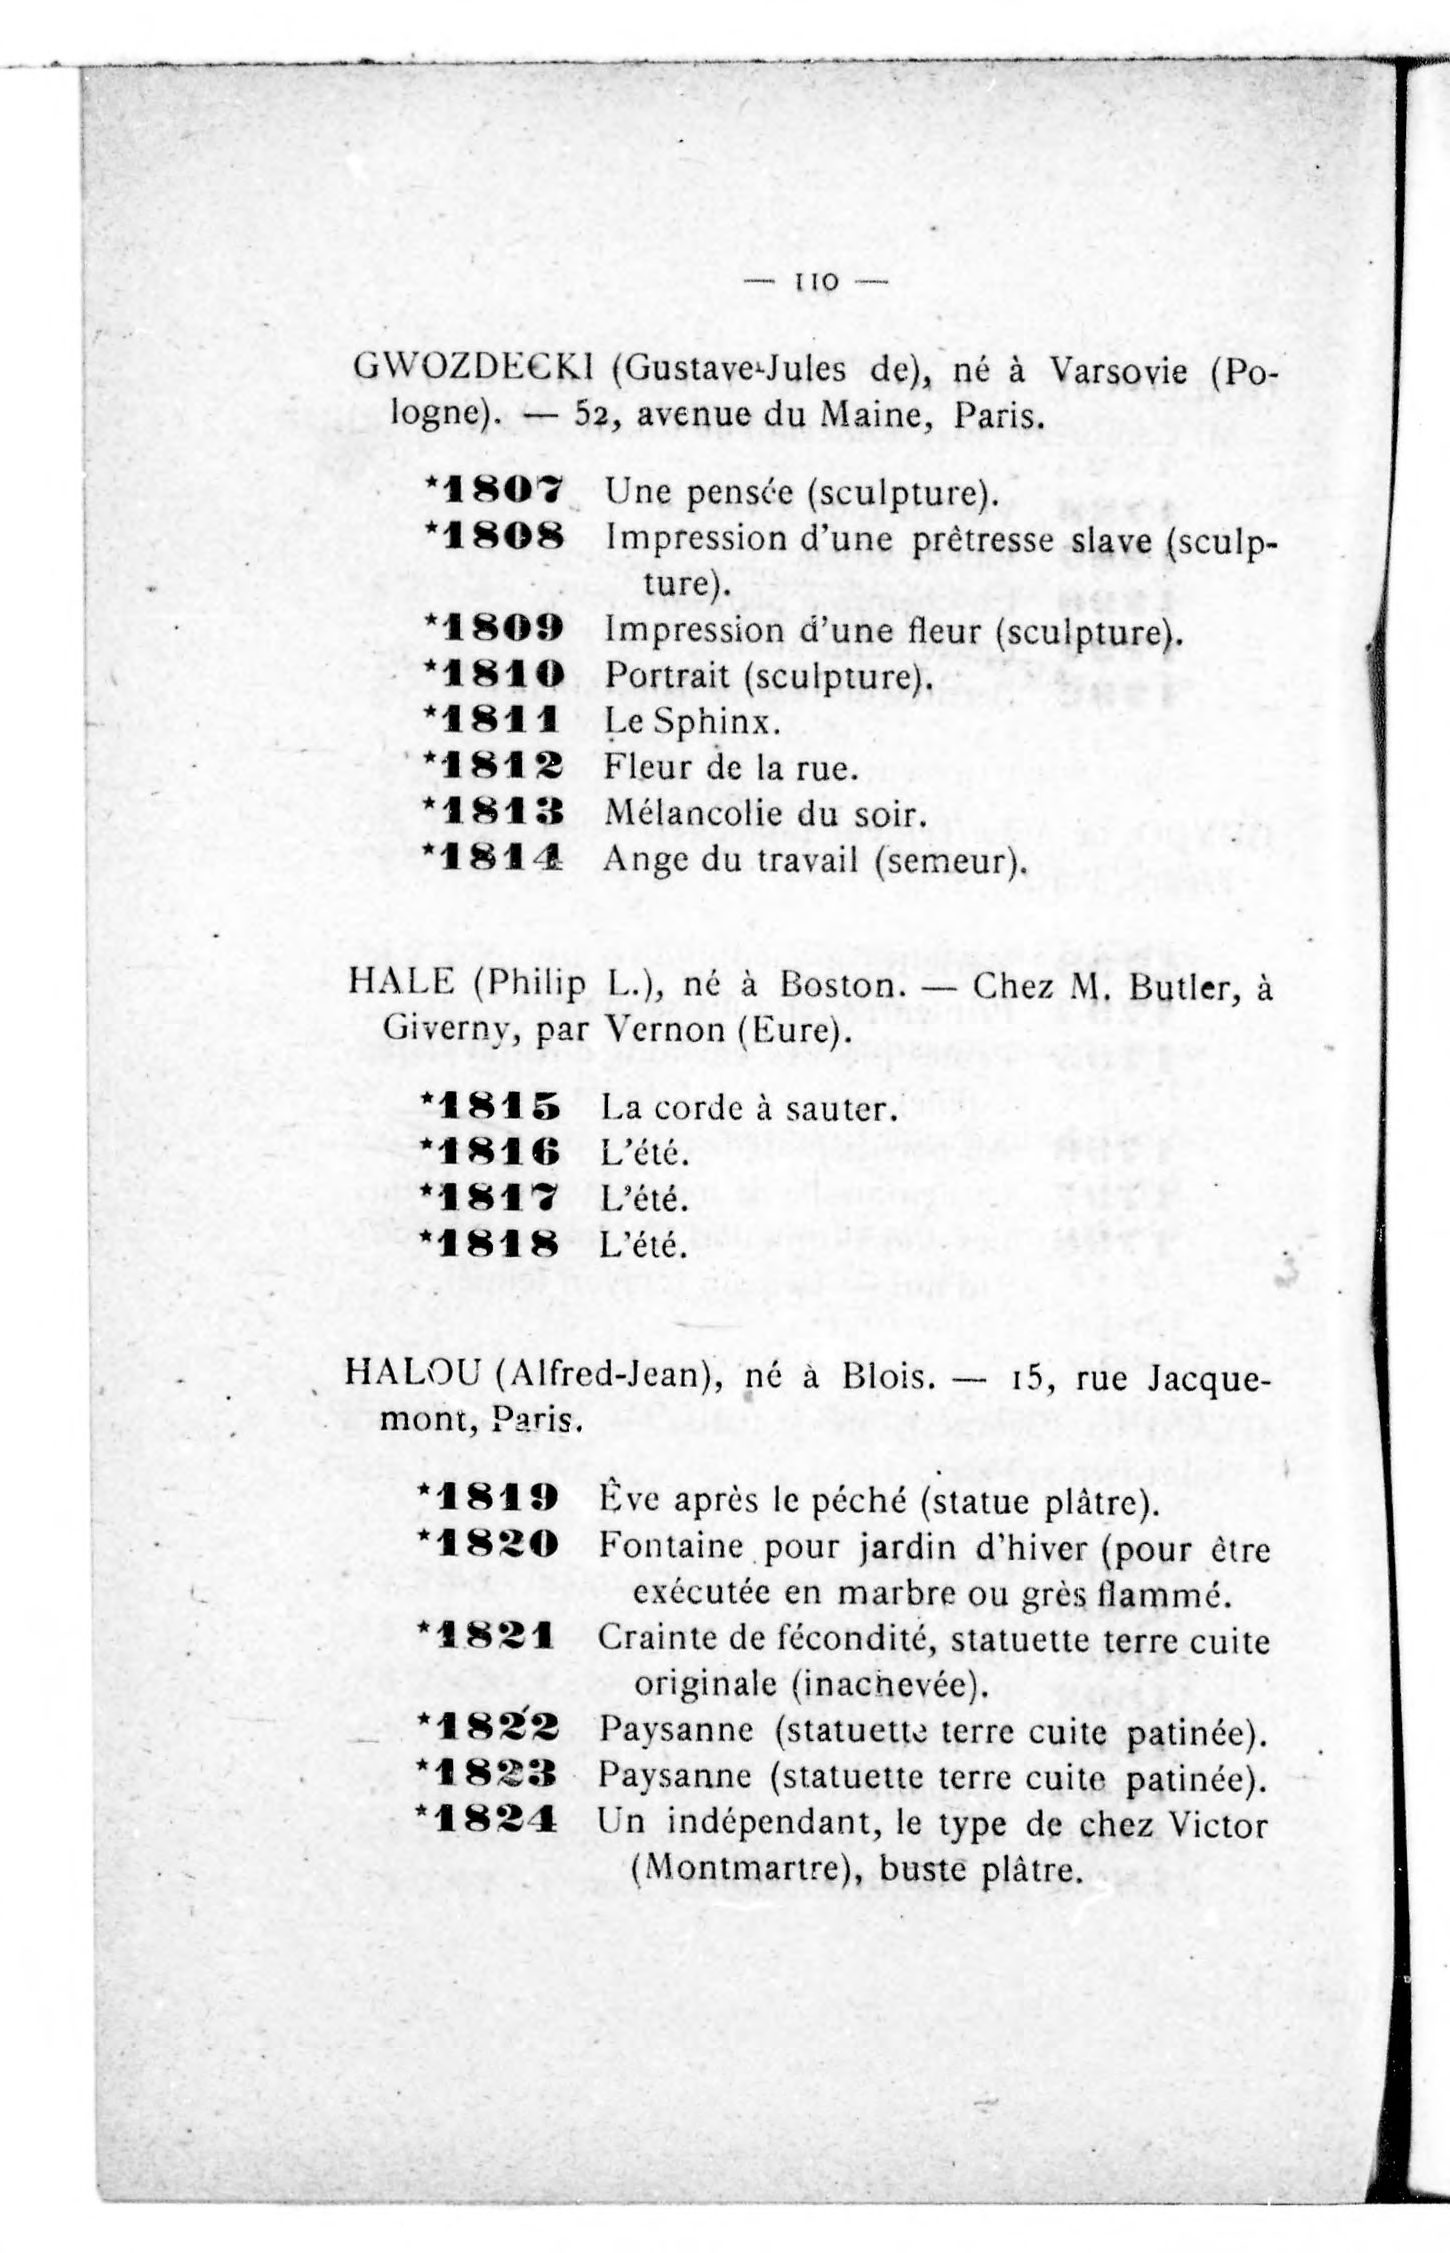 — 110 —
GWOZDECKI (Gustave-Jules de), né à Varsovie (Po-
logne). — 52, avenue du Maine, Paris.
*1807 Une pensée (sculpture).
*1808 Impression d'une prêtresse slave (sculp-
ture).
*1809 Impression d'une fleur (sculpture).
*1810 Portrait (sculpture).
*1811 Le Sphinx.
*1812 Fleur de la rue.
*1813 Mélancolie du soir.
*1814 Ange du travail (semeur).
HALE (Philip L.), né à Boston. — Chez M. Butler, à
Giverny, par Vernon (Eure).
*1815 La corde à sauter.
*1816 L'été.
*1817 L'été.
*1818 L'été.
HALOU (Alfred-Jean), né à Blois. — 15, rue Jacque-
mont, Paris.
*1819 Ève après le péché (statue plâtre).
*1820 Fontaine pour jardin d'hiver (pour être
exécutée en marbre ou grès flammé.
*1821 Crainte de fécondité, statuette terre cuite
originale (inachevée).
*1822 Paysanne (statuette terre cuite patinée).
*1823 Paysanne (statuette terre cuite patinée).
*1824 Un indépendant, le type de chez Victor
(Montmartre), buste plâtre.